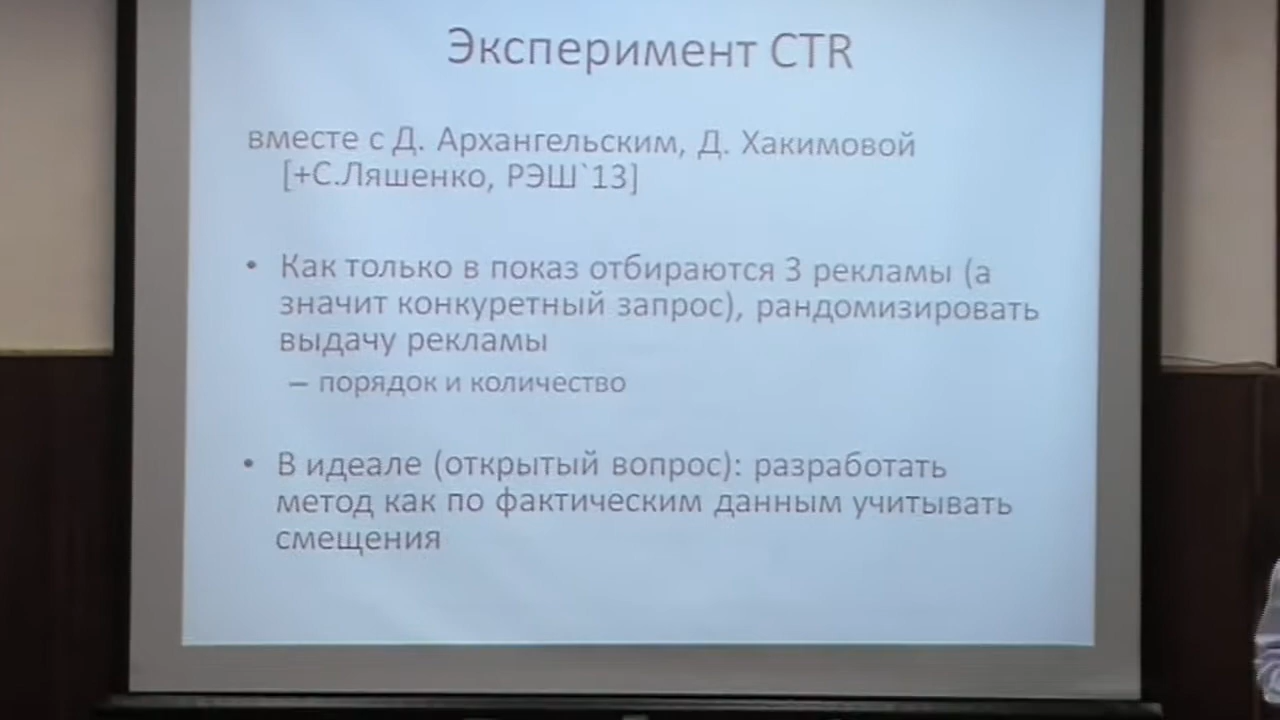 Эксперимент CTR
вместе с Д. Архангельским, Д. Хакимовой
[+С.Ляшенко, РЭШ`13]
• Как только в показ отбираются 3 рекламы (а
значит конкуретный запрос), рандомизировать
выдачу рекламы
– порядок и количество
• В идеале (открытый вопрос): разработать
метод как по фактическим данным учитывать
смещения